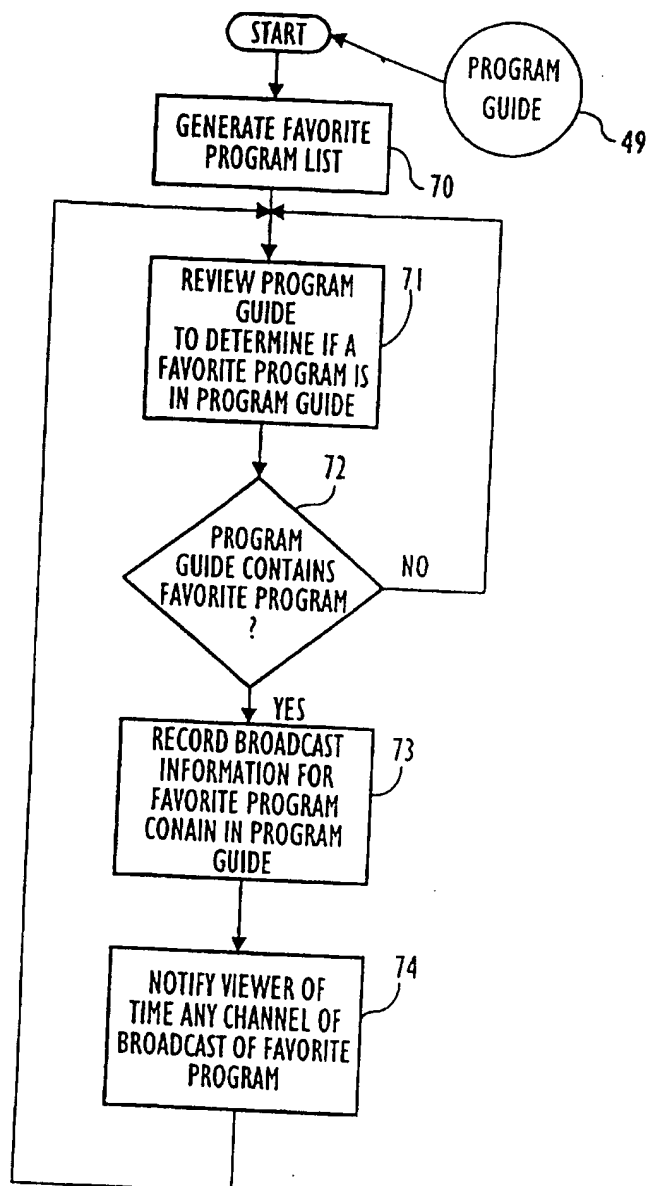 START
PROGRAM
GUIDE
49
GENERATE FAVORITE
PROGRAM LIST
70
REVIEW PROGRAM
GUIDE
TO DETERMINE IF A
FAVORITE PROGRAM IS
IN PROGRAM GUIDE
71
72
PROGRAM
GUIDE CONTAINS
FAVORITE PROGRAM
?
NO
YES
RECORD BROADCAST
INFORMATION FOR
FAVORITE PROGRAM
CONAIN IN PROGRAM
GUIDE
73
NOTIFY VIEWER OF
TIME ANY CHANNEL OF
BROADCAST OF FAVORITE
PROGRAM
74